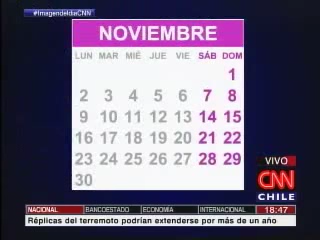 #ImagendeldíaCNN
NOVIEMBRE
LUN MAR MIÉ JUE VIE SÁB DOM
1
2 3 4 5 6 7 8
9 10 11 12 13 14 15
16 17 18 19 20 21 22
23 24 25 26 27 28 29
30
VIVO
CNN
CHILE
18:47
NACIONAL BANCOESTADO ECONOMIA INTERNACIONAL
Réplicas del terremoto podrían extenderse por más de un año